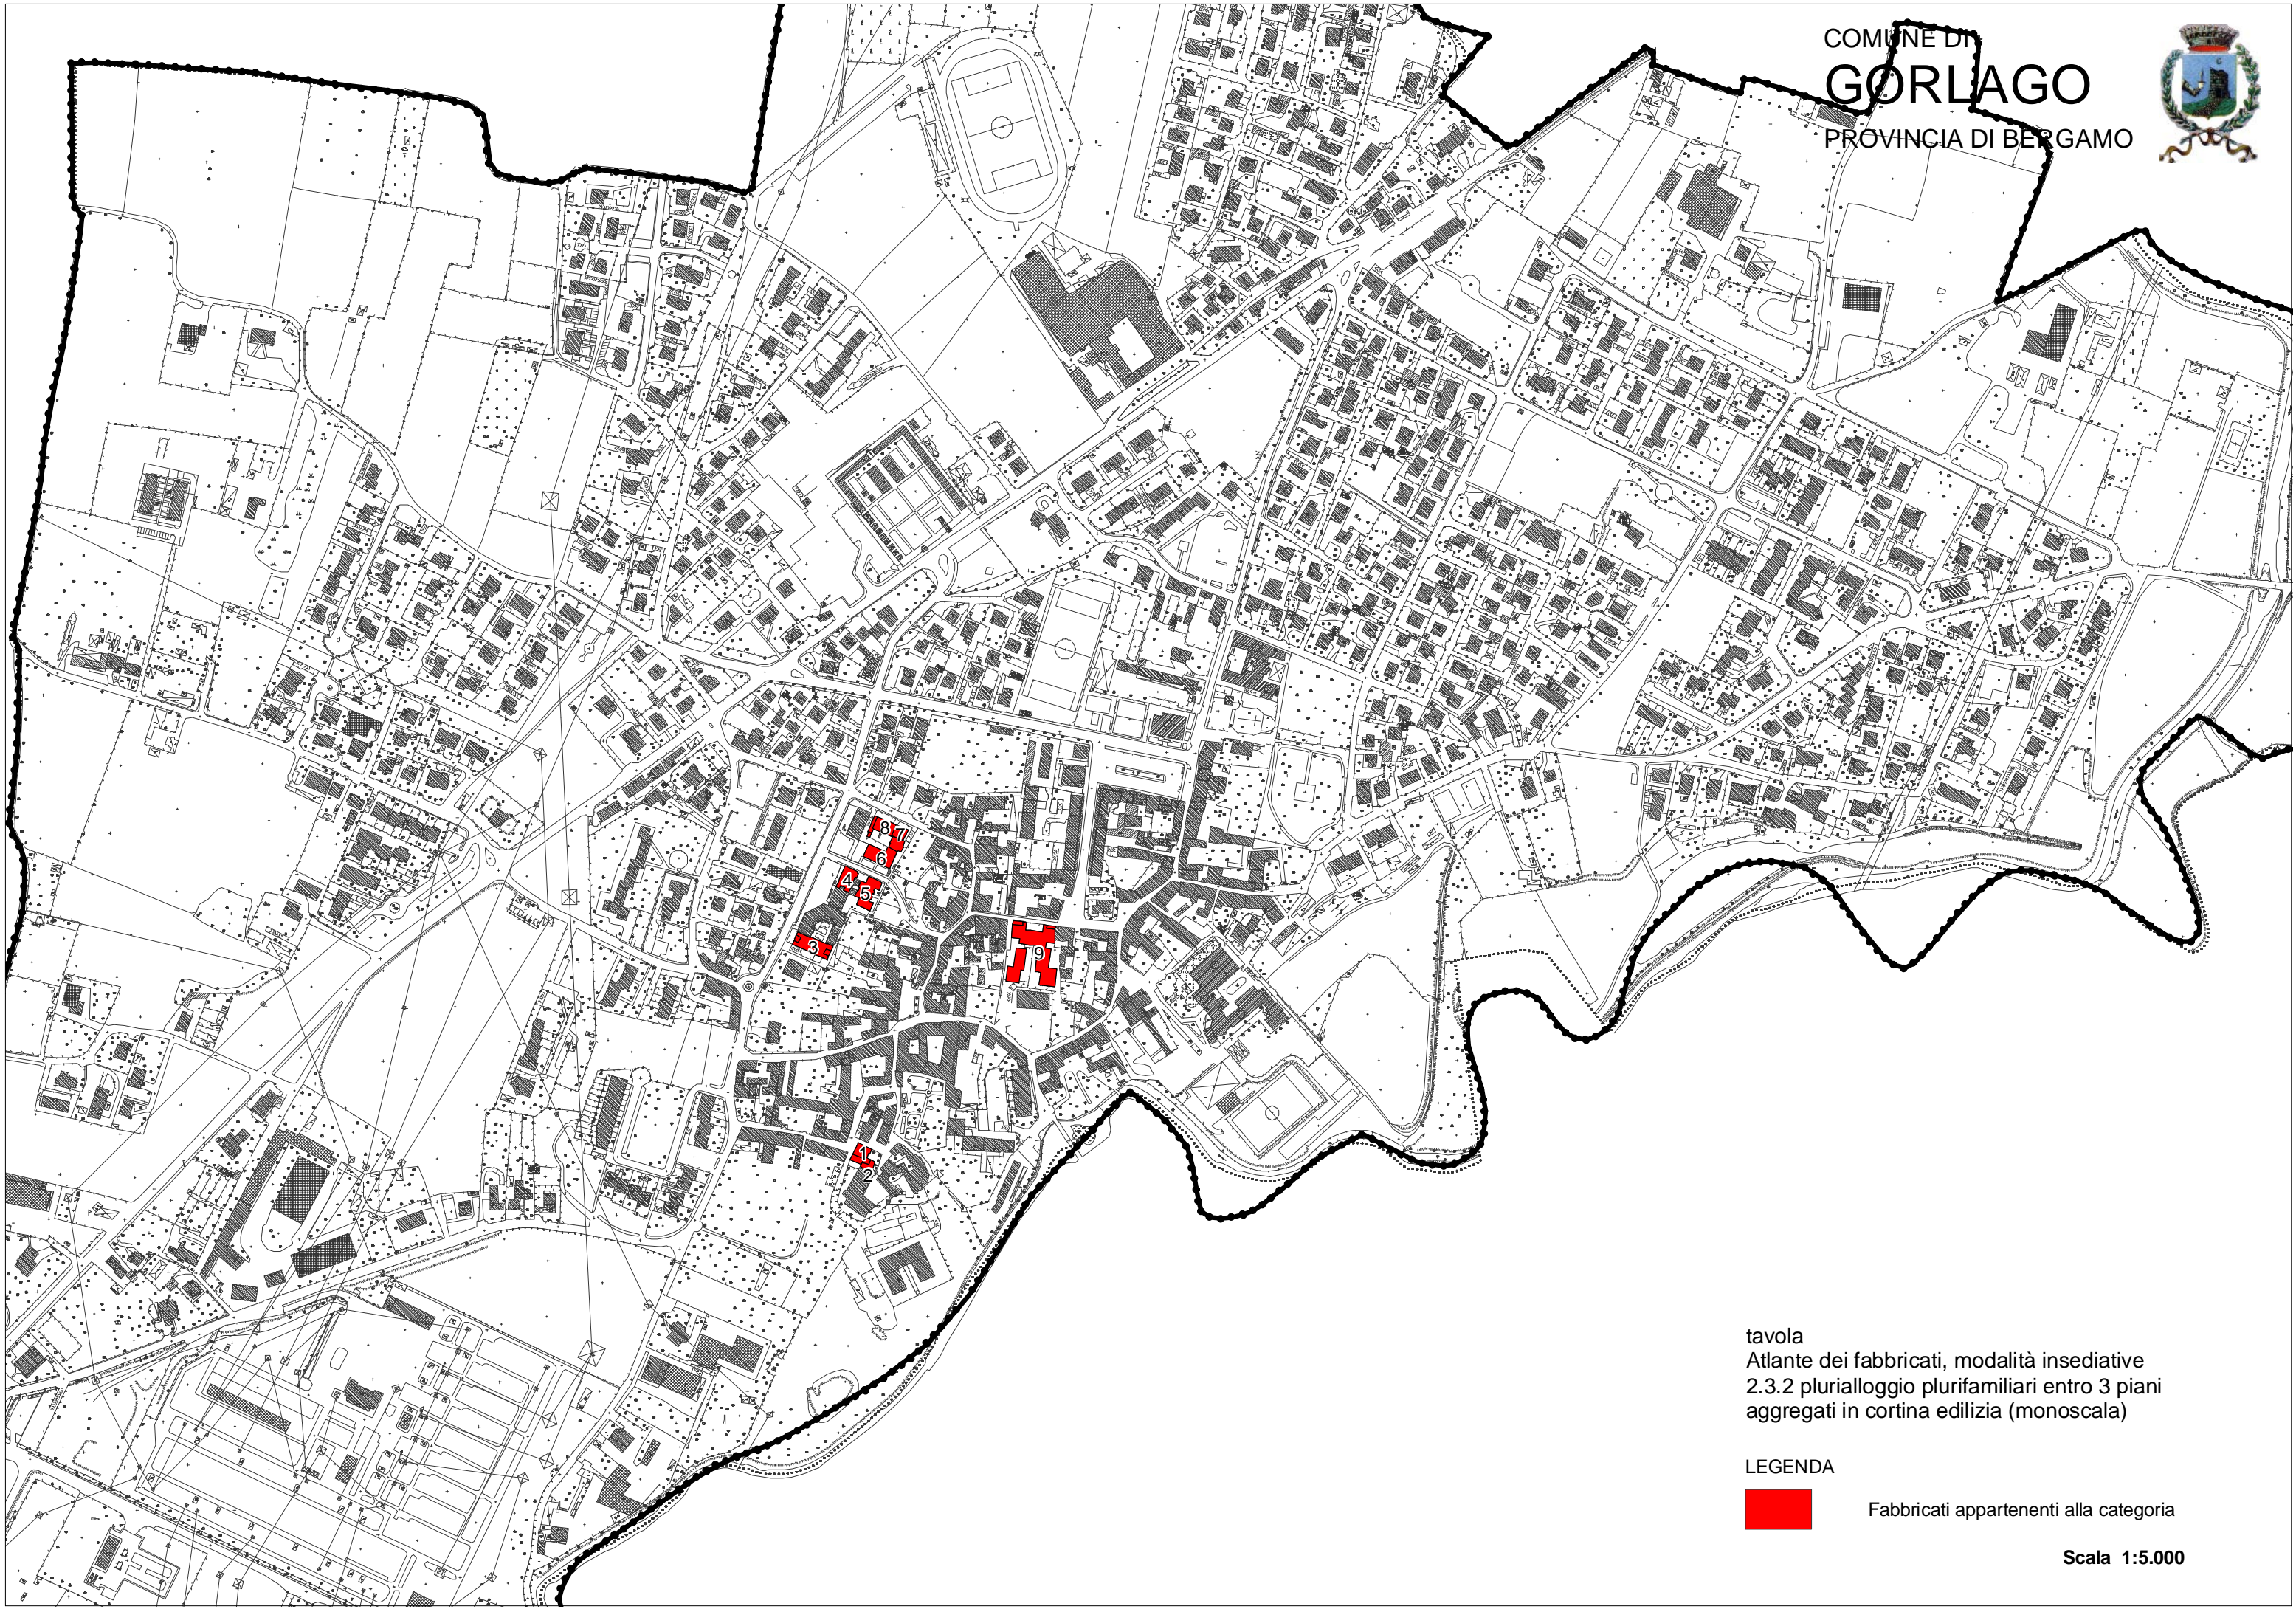 COMUNE DI
GORLAGO
PROVINCIA DI BERGAMO
8
7
6
4
5
3
9
1
2
tavola
Atlante dei fabbricati, modalità insediative
2.3.2 plurialloggio plurifamiliari entro 3 piani
aggregati in cortina edilizia (monoscala)
LEGENDA
Fabbricati appartenenti alla categoria
Scala 1:5.000